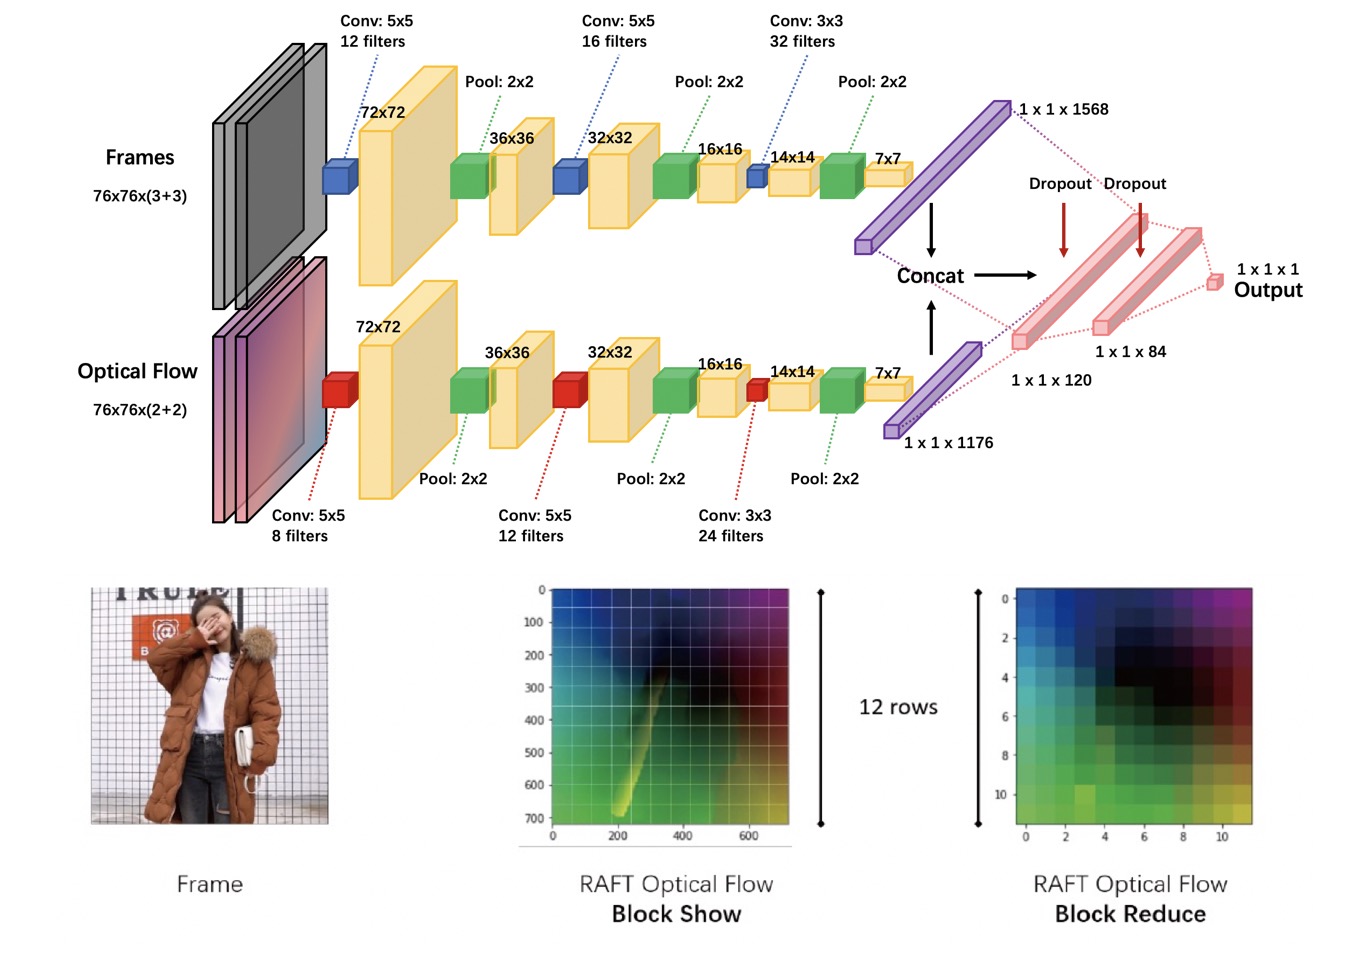 Conv: 5x5
12 filters
Conv: 5x5
16 filters
Conv: 3x3
32 filters
Pool: 2x2
Pool: 2x2
Pool: 2x2
72x72
36x36
32x32
16x16
14x14
7x7
1 x 1 x 1568
Frames
76x76x(3+3)
Dropout
Dropout
Concat
1 x 1 x 1
Output
72x72
36x36
32x32
16x16
14x14
7x7
1 x 1 x 84
1 x 1 x 120
Optical Flow
76x76x(2+2)
1 x 1 x 1176
Pool: 2x2
Pool: 2x2
Pool: 2x2
Conv: 5x5
8 filters
Conv: 5x5
12 filters
Conv: 3x3
24 filters
@
B
0
100
200
300
400
500
600
700
0 200 400 600
12 rows
0
2
4
6
8
10
0 2 4 6 8 10
Frame
RAFT Optical Flow
Block Show
RAFT Optical Flow
Block Reduce